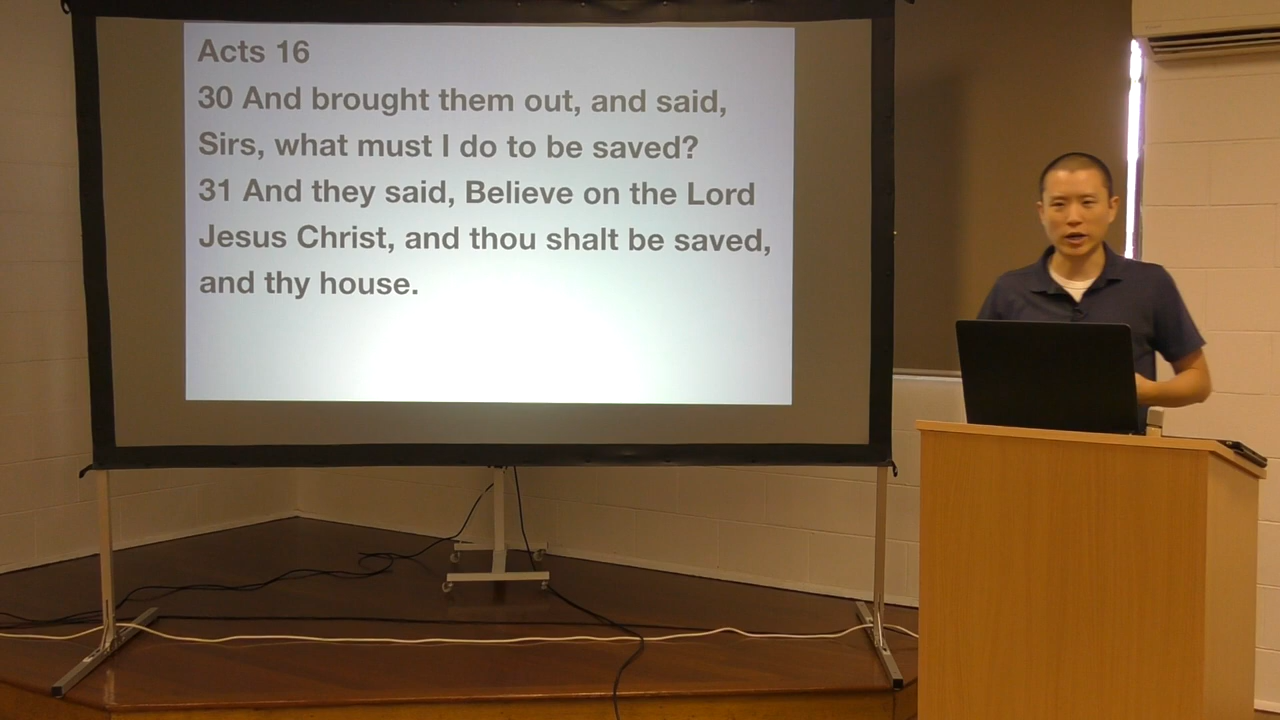 Acts 16
30 And brought them out, and said,
Sirs, what must I do to be saved?
31 And they said, Believe on the Lord
Jesus Christ, and thou shalt be saved,
and thy house.